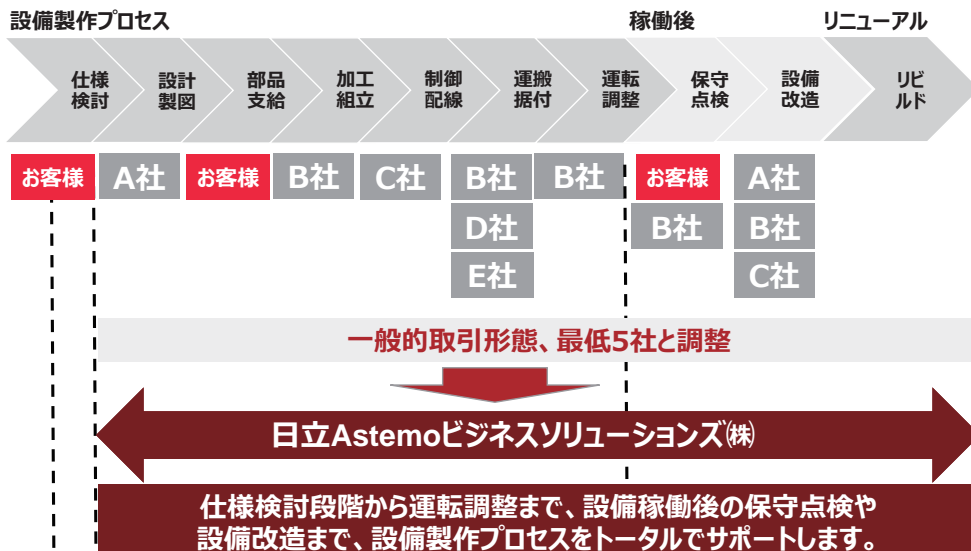 設備製作プロセス
稼働後
リニューアル
仕様
検討
設計
製図
部品
支給
加工
組立
制御
配線
運搬
据付
運転
調整
保守
点検
設備
改造
リビ
ルド
お客様
A社
お客様
B社
C社
B社
B社
お客様
A社
D社
B社
B社
E社
C社
一般的取引形態、最低5社と調整
日立Astemoビジネスソリューションズ㈱
仕様検討段階から運転調整まで、設備稼働後の保守点検や
設備改造まで、設備製作プロセスをトータルでサポートします。